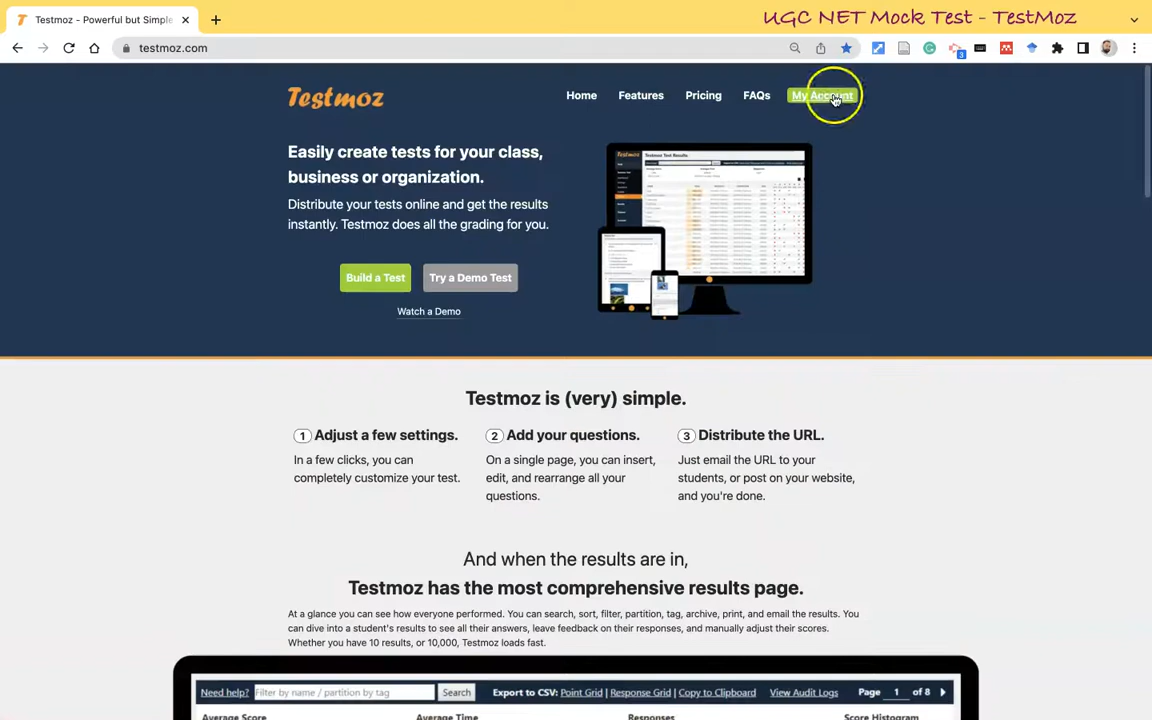 Testmoz - Powerful but Simple
UGC NET Mock Test - TestMoz
testmoz.com
3
Testmoz
Home
Features
Pricing
FAQs
My Account
Easily create tests for your class,
business or organization.
Distribute your tests online and get the results
instantly. Testmoz does all the grading for you.
Build a Test
Try a Demo Test
Watch a Demo
Testmoz Test Results
Testmoz is (very) simple.
1 Adjust a few settings.
In a few clicks, you can
completely customize your test.
2 Add your questions.
On a single page, you can insert,
edit, and rearrange all your
questions.
3 Distribute the URL.
Just email the URL to your
students, or post on your website,
and you're done.
And when the results are in,
Testmoz has the most comprehensive results page.
At a glance you can see how everyone performed. You can search, sort, filter, partition, tag, archive, print, and email the results. You
can dive into a student's results to see all their answers, leave feedback on their responses, and manually adjust their scores.
Whether you have 10 results, or 10,000, Testmoz loads fast.
Need help? Filter by name / partition by tag Search Export to CSV: Point Grid | Response Grid | Copy to Clipboard View Audit Logs Page 1 of 8
Average Score Average Time Responses Score Histogram